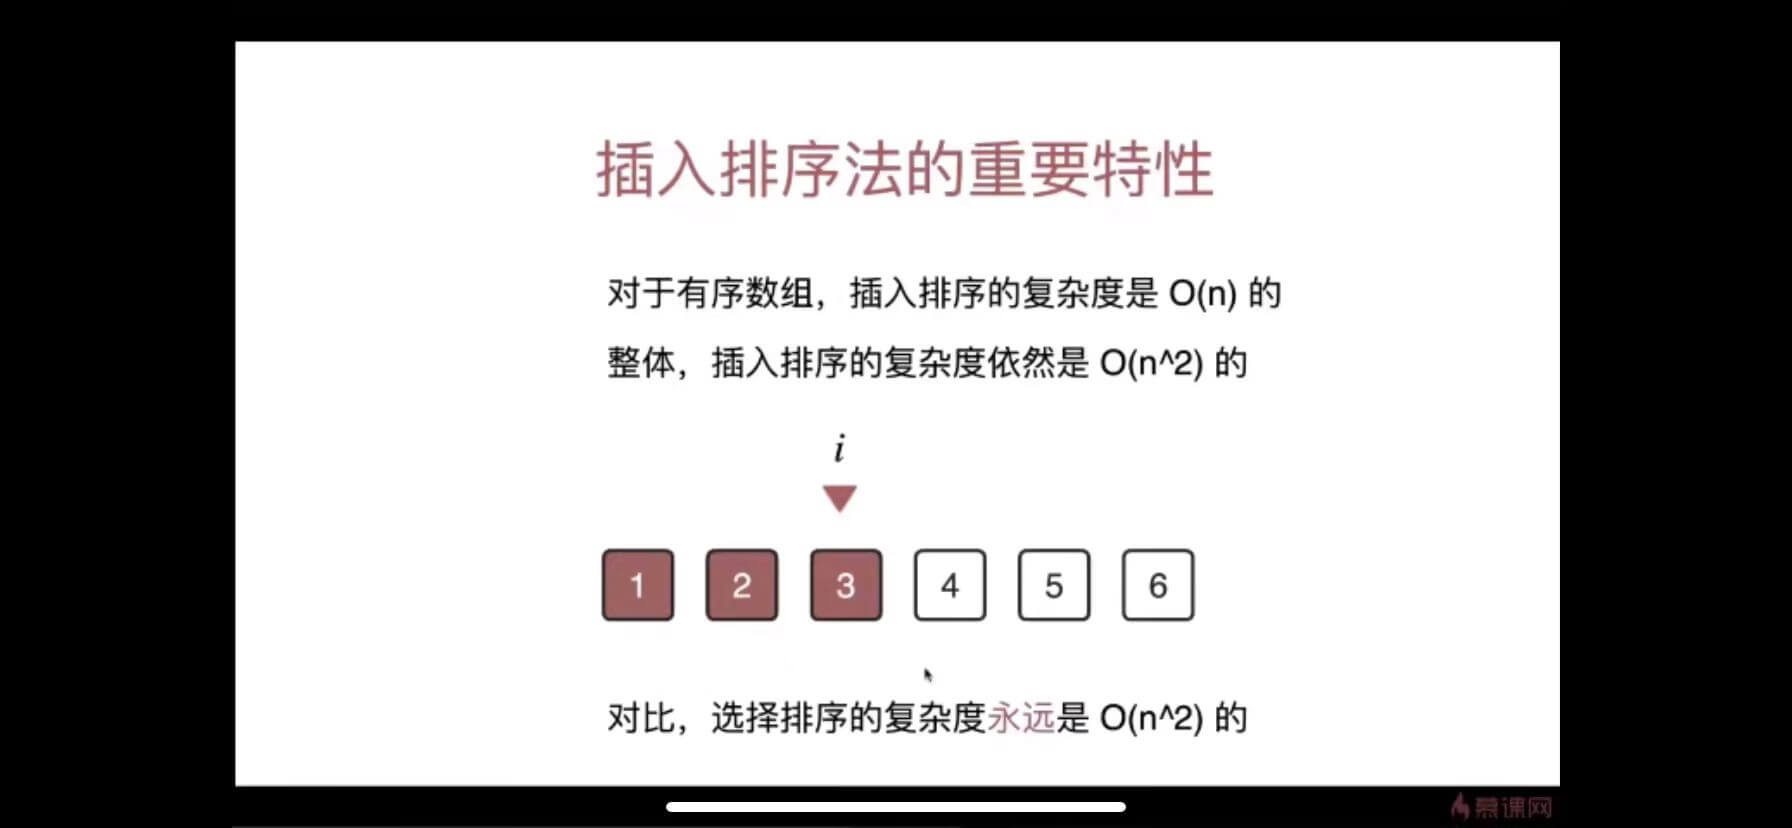 插入排序法的重要特性
对于有序数组，插入排序的复杂度是 O(n) 的
整体，插入排序的复杂度依然是 O(n^2) 的
i
1 2 3 4 5 6
对比，选择排序的复杂度永远是 O(n^2) 的
慕课网